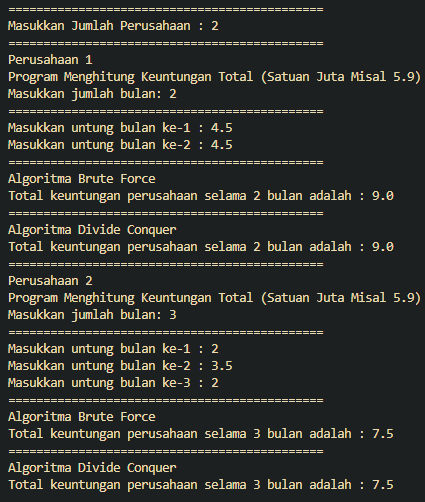 =============================================
Masukkan Jumlah Perusahaan : 2
=============================================
Perusahaan 1
Program Menghitung Keuntungan Total (Satuan Juta Misal 5.9)
Masukkan jumlah bulan: 2
=============================================
Masukkan untung bulan ke-1 : 4.5
Masukkan untung bulan ke-2 : 4.5
=============================================
Algoritma Brute Force
Total keuntungan perusahaan selama 2 bulan adalah : 9.0
=============================================
Algoritma Divide Conquer
Total keuntungan perusahaan selama 2 bulan adalah : 9.0
=============================================
Perusahaan 2
Program Menghitung Keuntungan Total (Satuan Juta Misal 5.9)
Masukkan jumlah bulan: 3
=============================================
Masukkan untung bulan ke-1 : 2
Masukkan untung bulan ke-2 : 3.5
Masukkan untung bulan ke-3 : 2
=============================================
Algoritma Brute Force
Total keuntungan perusahaan selama 3 bulan adalah : 7.5
=============================================
Algoritma Divide Conquer
Total keuntungan perusahaan selama 3 bulan adalah : 7.5